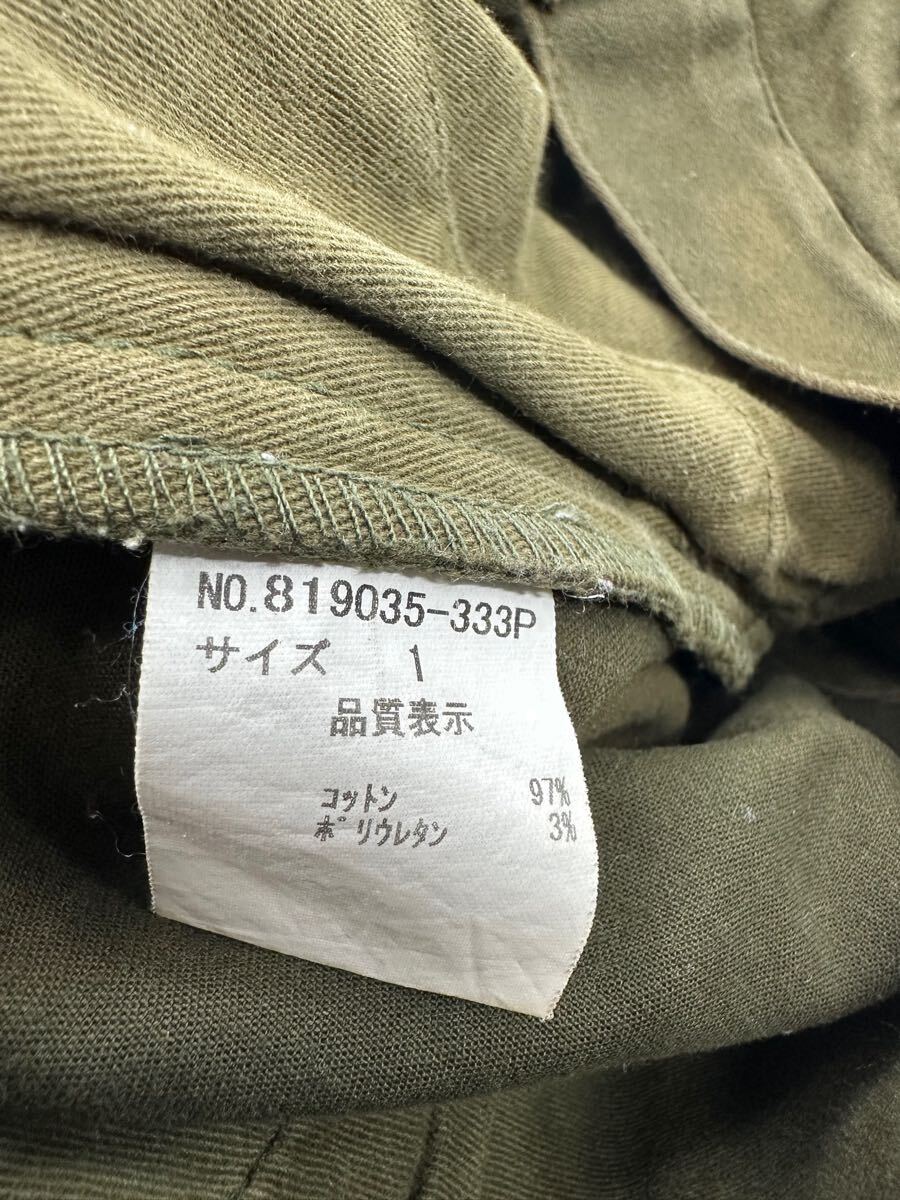 NO.819035-333P
サイズ 1
品質表示
コットン 97%
ポリウレタン 3%